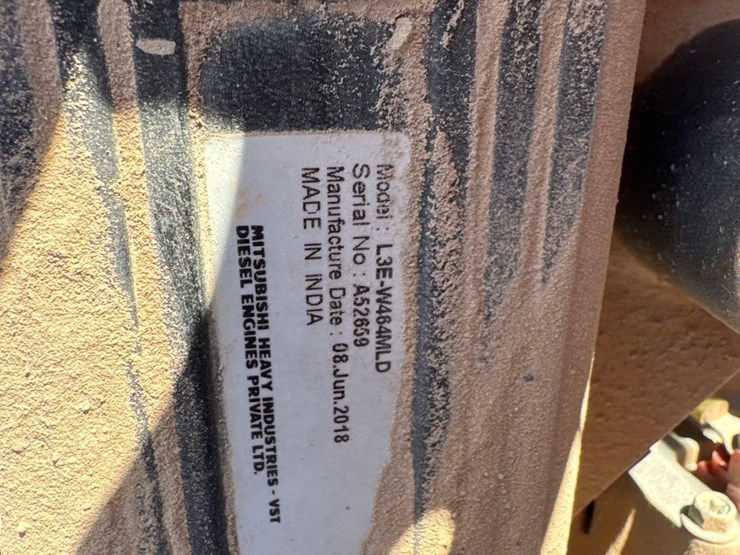 Model : L3E-W464MLD
Serial No : A52659
Manufacture Date : 08.Jun.2018
MADE IN INDIA
MITSUBISHI HEAVY INDUSTRIES - VST
DIESEL ENGINES PRIVATE LTD.